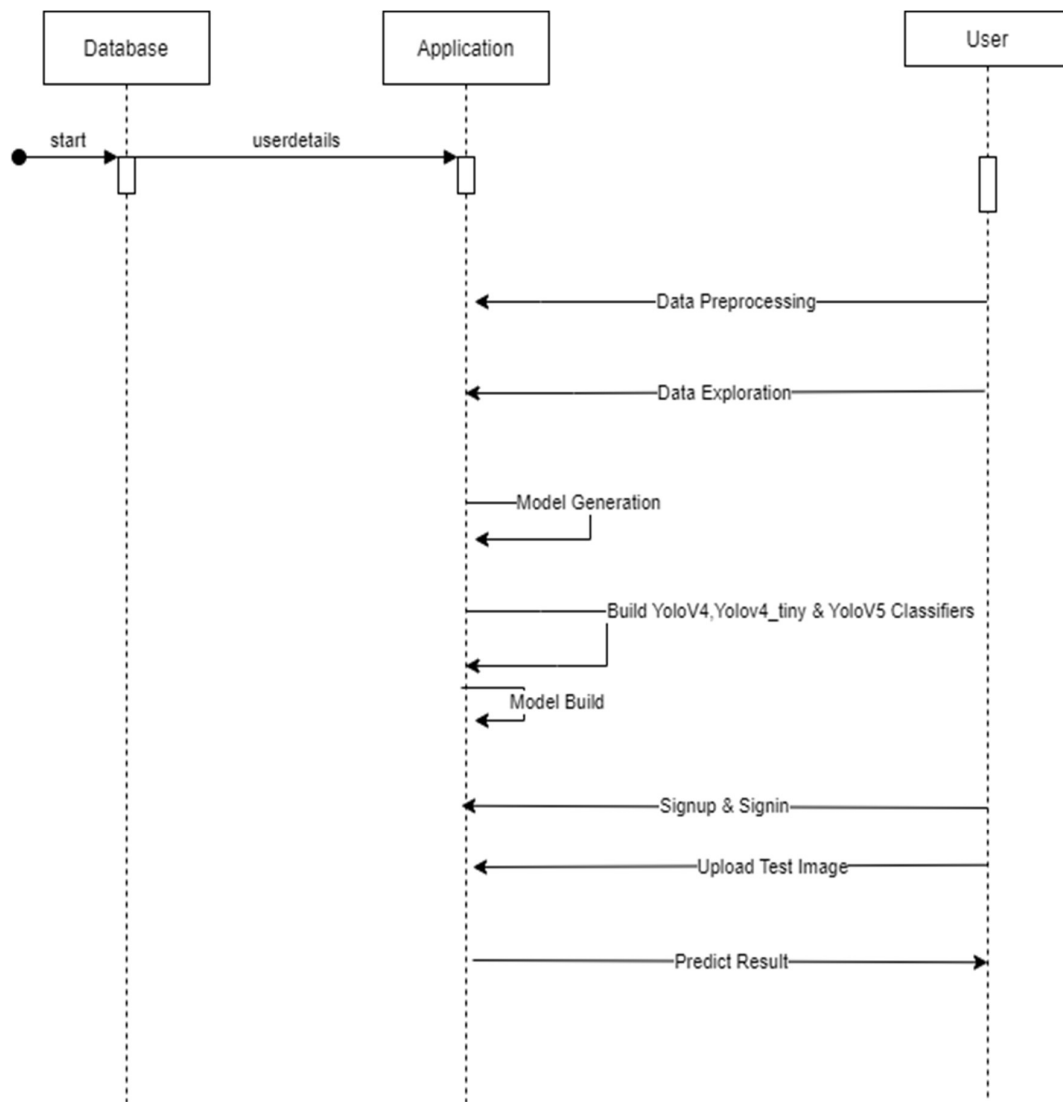 Database
Application
User
start
userdetails
Data Preprocessing
Data Exploration
Model Generation
Build YoloV4,Yolov4_tiny & YoloV5 Classifiers
Model Build
Signup & Signin
Upload Test Image
Predict Result